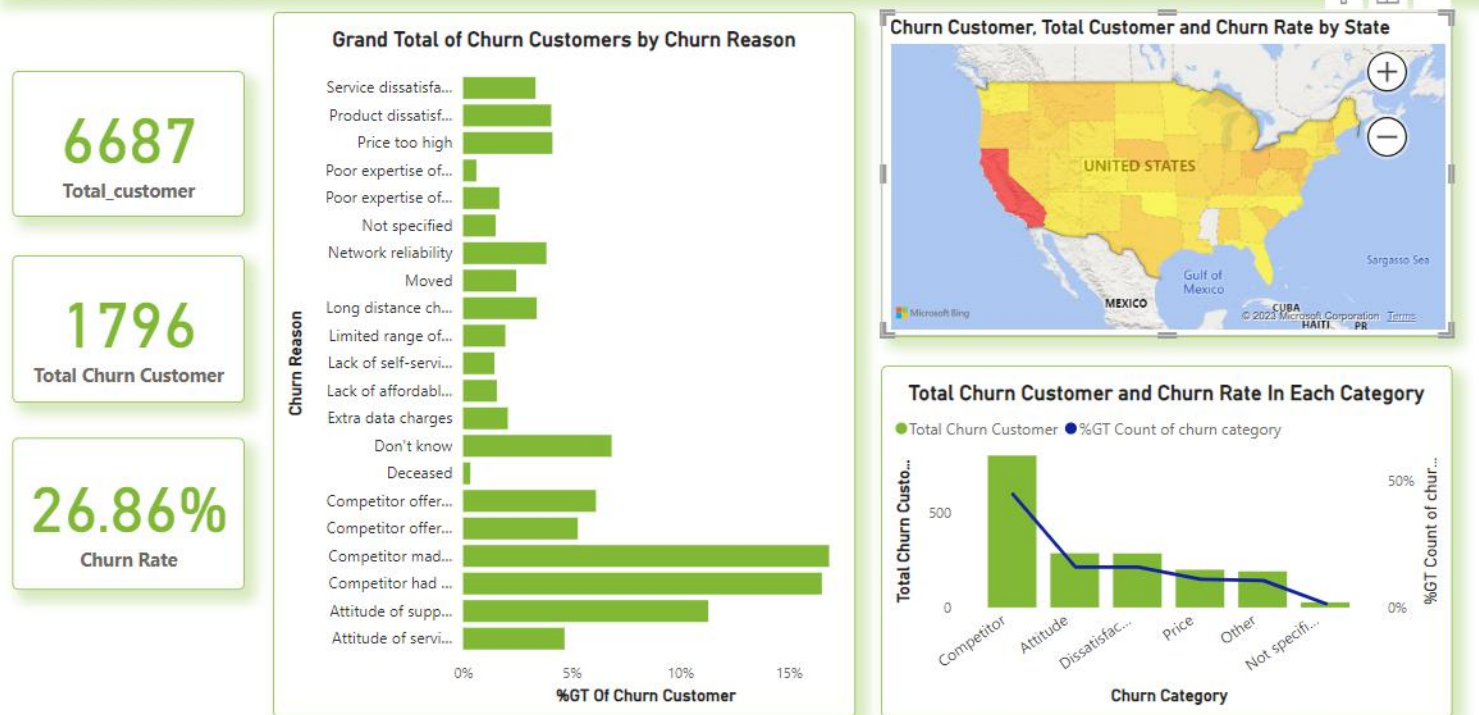 6687
Total_customer
1796
Total Churn Customer
26.86%
Churn Rate
Grand Total of Churn Customers by Churn Reason
Churn Reason
Service dissatisfa...
Product dissatisf...
Price too high
Poor expertise of...
Poor expertise of...
Not specified
Network reliability
Moved
Long distance ch...
Limited range of...
Lack of self-servi...
Lack of affordabl...
Extra data charges
Don't know
Deceased
Competitor offer...
Competitor offer...
Competitor mad...
Competitor had ...
Attitude of supp...
Attitude of servi...
0% 5% 10% 15%
%GT Of Churn Customer
Churn Customer, Total Customer and Churn Rate by State
UNITED STATES
Sargasso Sea
Gulf of
Mexico
MEXICO
CUBA
Microsoft Bing
© 2023 Microsoft Corporation Terms
HAITI PR
Total Churn Customer and Churn Rate In Each Category
Total Churn Customer %GT Count of churn category
Total Churn Custo...
500
0
50%
0%
%GT Count of chur...
Competitor Attitude Dissatisfac... Price Other Not specifi...
Churn Category